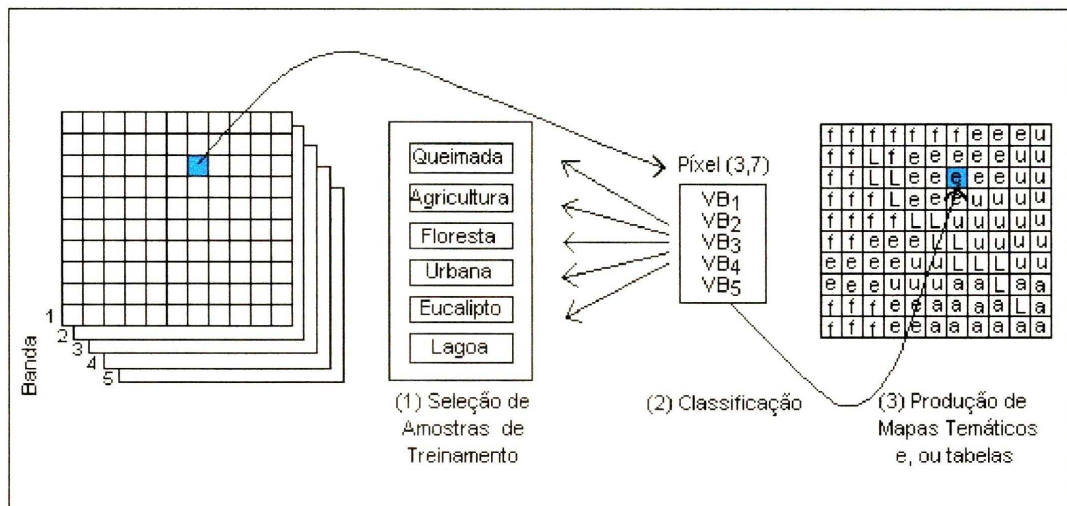 Banda
1
2
3
4
5
Queimada
Agricultura
Floresta
Urbana
Eucalipto
Lagoa
(1) Seleção de
Amostras de
Treinamento
Píxel (3,7)
VB1
VB2
VB3
VB4
VB5
(2) Classificação
f f f f f f f e e e u
f f L f e e e e e u u
f f L L e e e e e u u
f f f L e e e u u u u
f f f f L L u u u u u
f f e e e L L u u u u
e e e e u u L L L u u
e e e u u u a a L a a
f f f e e a a a a L a
f f f e e a a a a a a
(3) Produção de
Mapas Temáticos
e, ou tabelas